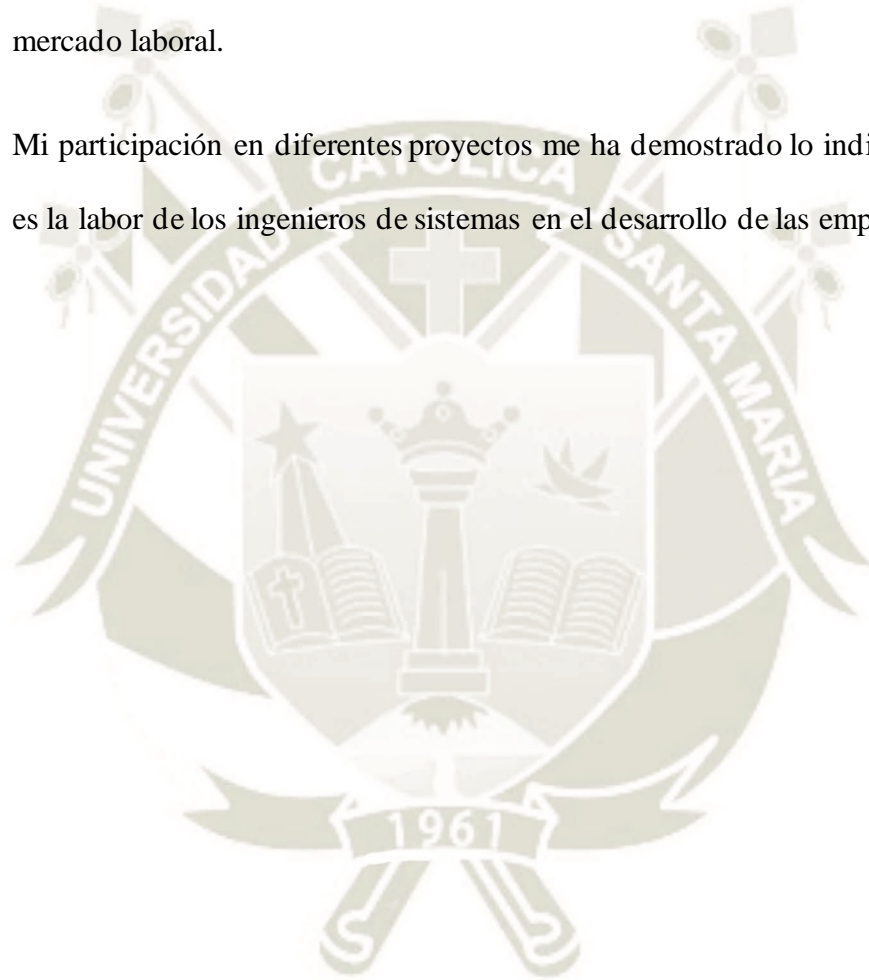 mercado laboral.
Mi participación en diferentes proyectos me ha demostrado lo indi
es la labor de los ingenieros de sistemas en el desarrollo de las emp
UNIVERSIDAD CATOLICA SANTA MARIA
1961